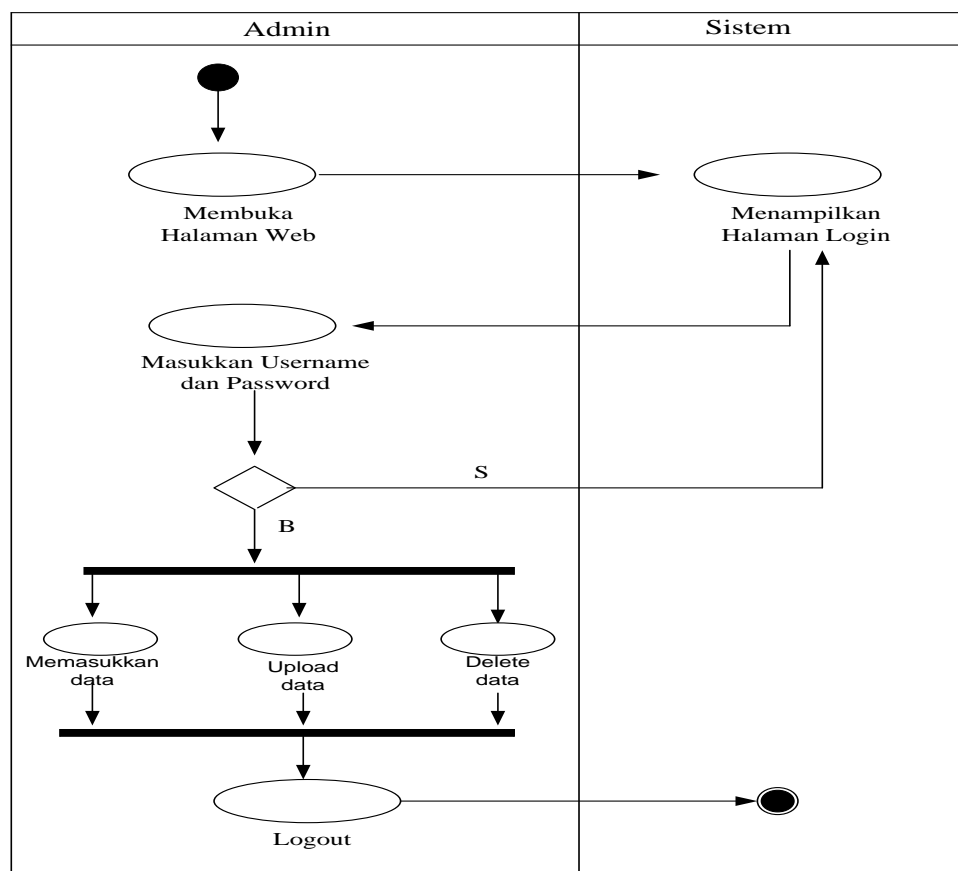 Admin
Sistem
Membuka
Halaman Web
Menampilkan
Halaman Login
Masukkan Username
dan Password
S
B
Memasukkan
data
Upload
data
Delete
data
Logout